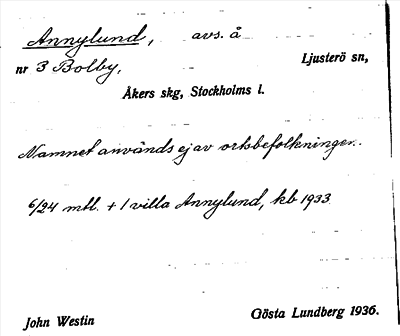 Annylund, avs. å
nr 3 Bolby, Ljusterö sn,
Åkers skg, Stockholms l.
Namnet används ej av ortsbefolkningen.
6/24 mtl. + 1 villa Annylund, kb 1933
John Westin Gösta Lundberg 1936.